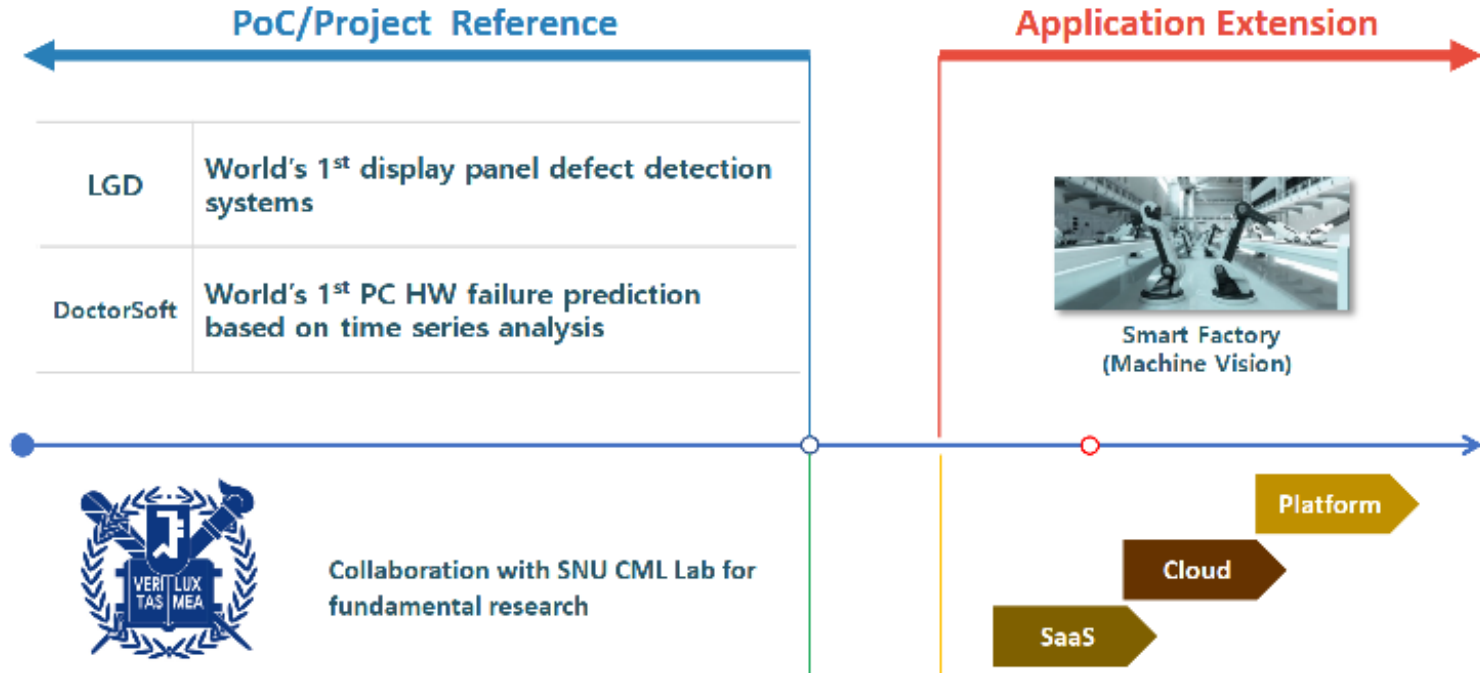 PoC/Project Reference
Application Extension
LGD
World's 1st display panel defect detection
systems
DoctorSoft
World's 1st PC HW failure prediction
based on time series analysis
Smart Factory
(Machine Vision)
VERI LUX
TAS MEA
Collaboration with SNU CML Lab for
fundamental research
Platform
Cloud
SaaS